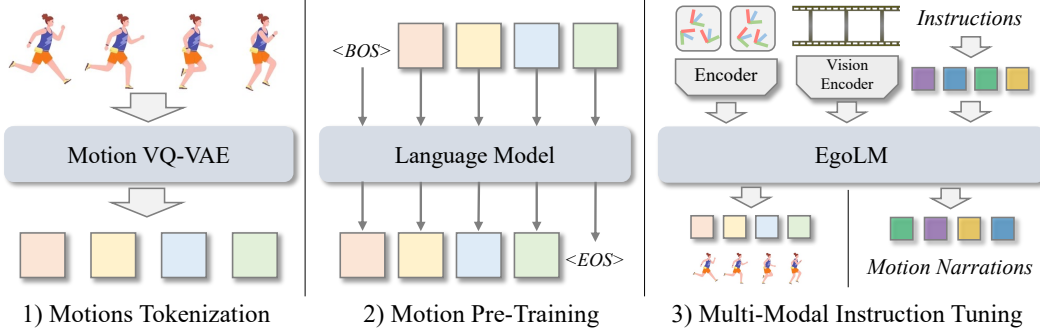 Motion VQ-VAE
1) Motions Tokenization
<BOS>
Language Model
<EOS>
2) Motion Pre-Training
Instructions
Encoder
Vision
Encoder
EgoLM
Motion Narrations
3) Multi-Modal Instruction Tuning